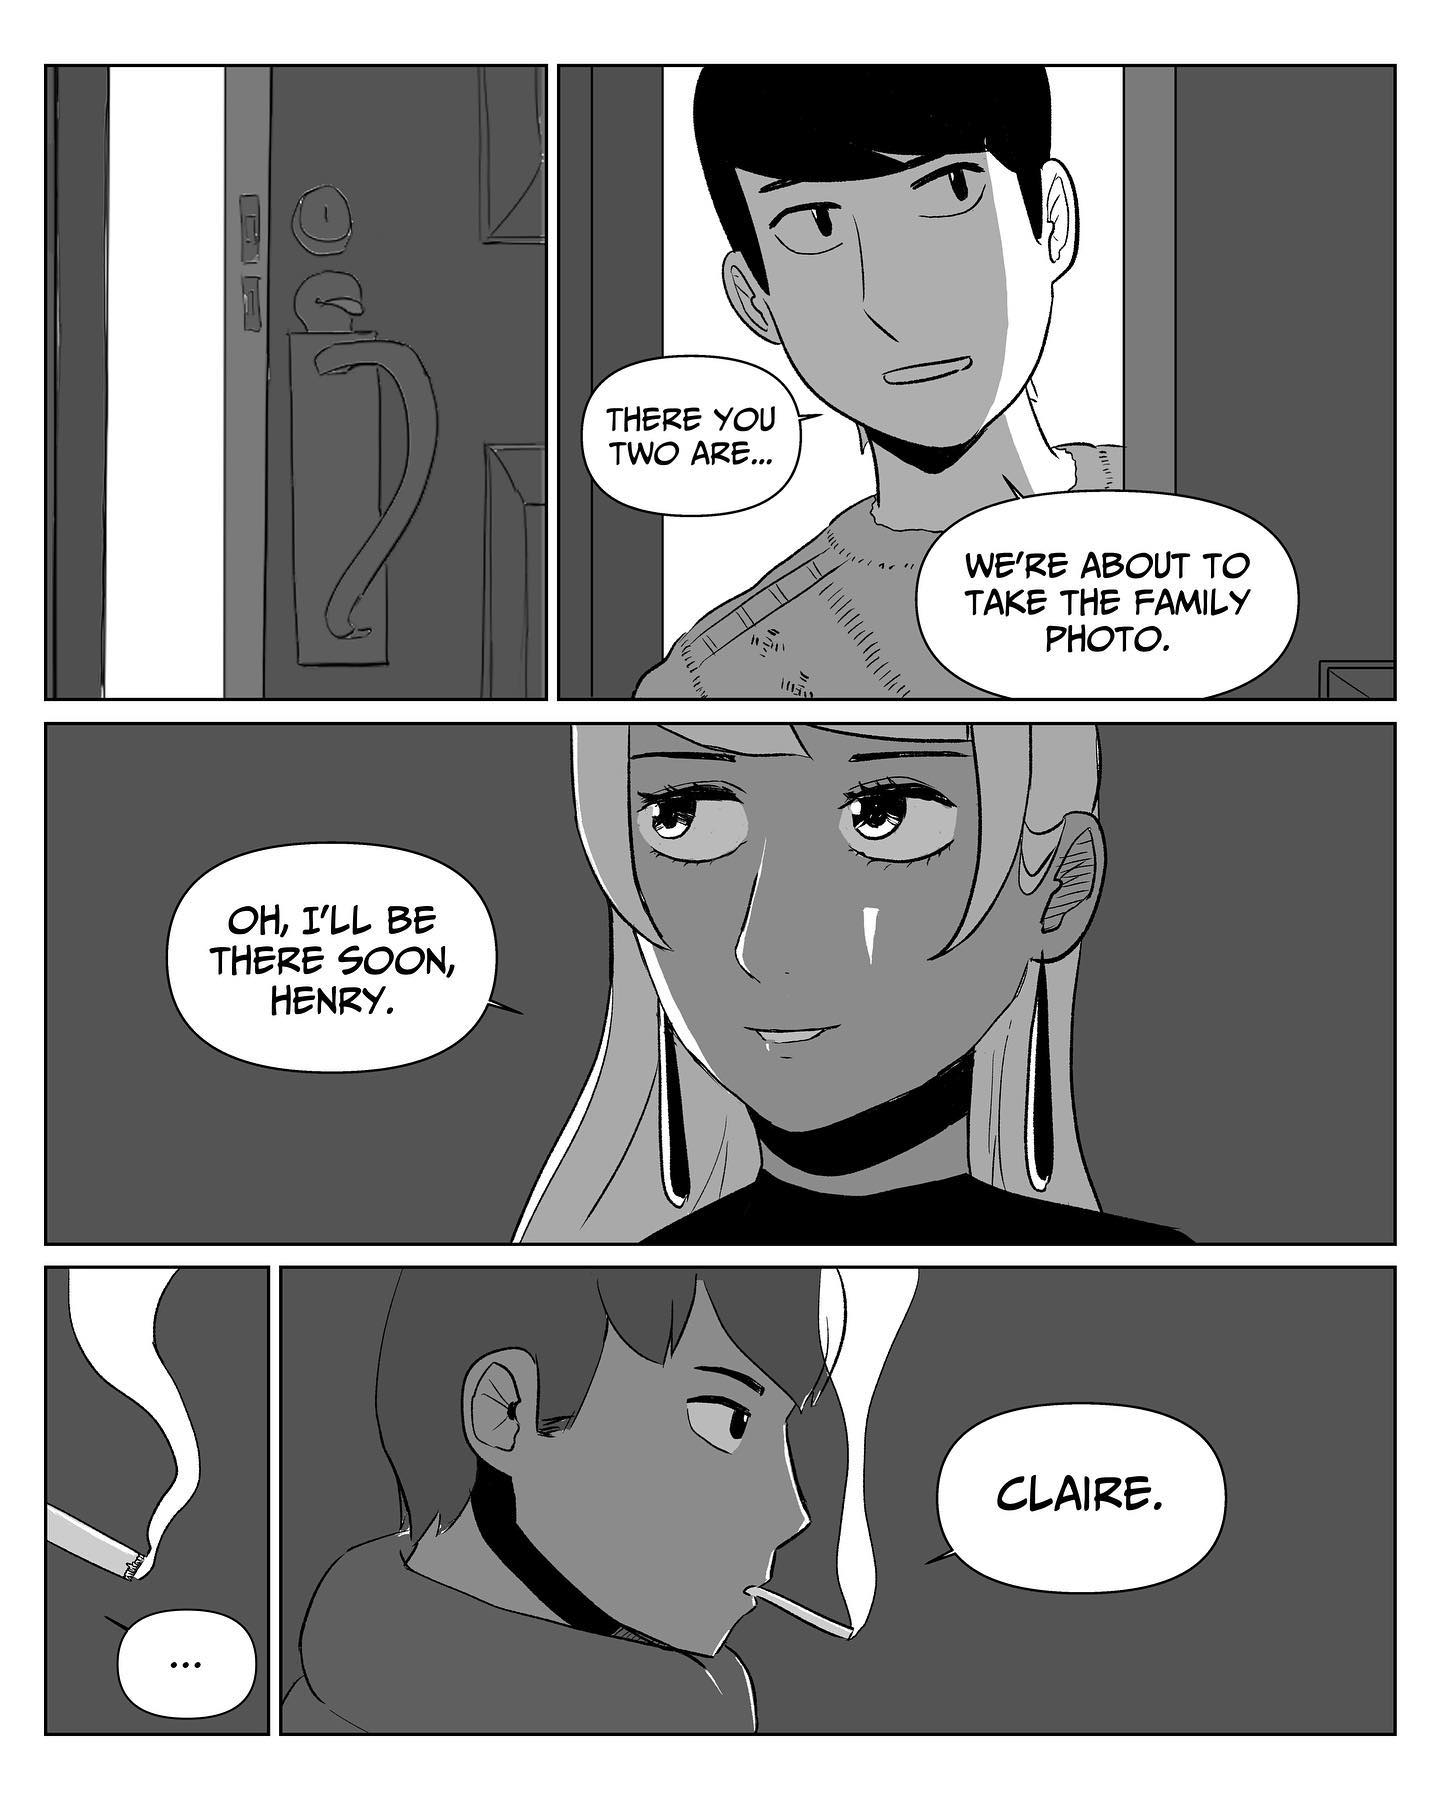 THERE YOU
TWO ARE...
WE'RE ABOUT TO
TAKE THE FAMILY
PHOTO.
OH, I'LL BE
THERE SOON,
HENRY.
...
CLAIRE.